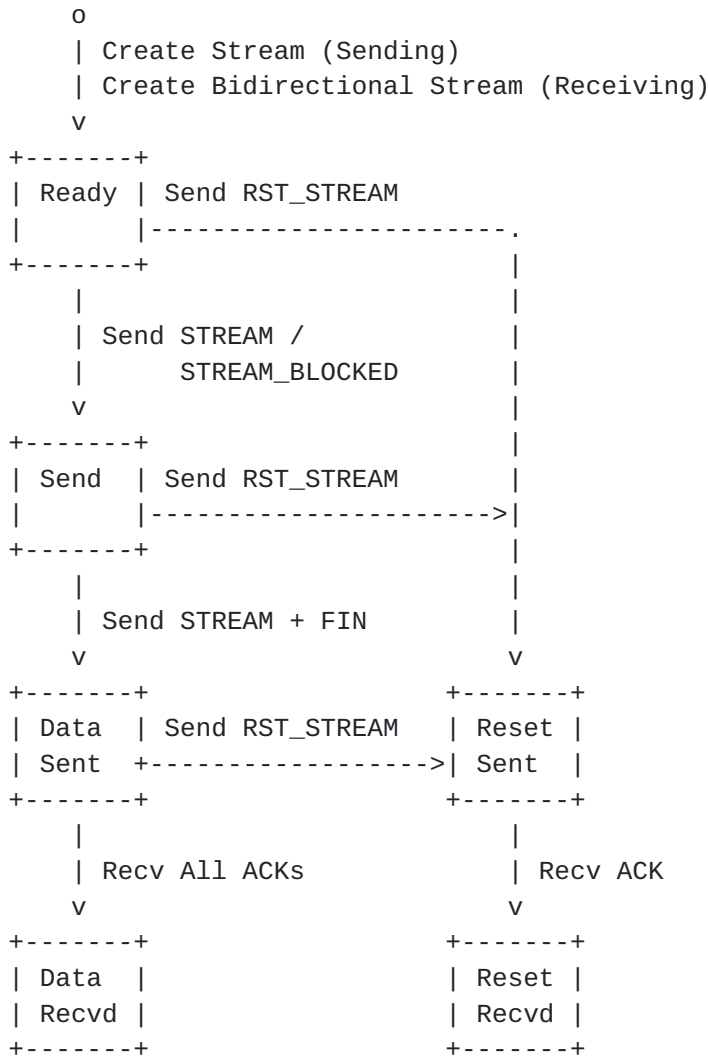 o
| Create Stream (Sending)
| Create Bidirectional Stream (Receiving)
v
+-------+
| Ready | Send RST_STREAM
|       |-----------------------.
+-------+                       |
    |                           |
    | Send STREAM /             |
    |      STREAM_BLOCKED       |
    v                           |
+-------+                       |
| Send  | Send RST_STREAM       |
|       |---------------------->|
+-------+                       |
    |                           |
    | Send STREAM + FIN         |
    v                           v
+-------+                   +-------+
| Data  | Send RST_STREAM   | Reset |
| Sent  +------------------>| Sent  |
+-------+                   +-------+
    |                           |
    | Recv All ACKs             | Recv ACK
    v                           v
+-------+                   +-------+
| Data  |                   | Reset |
| Recvd |                   | Recvd |
+-------+                   +-------+